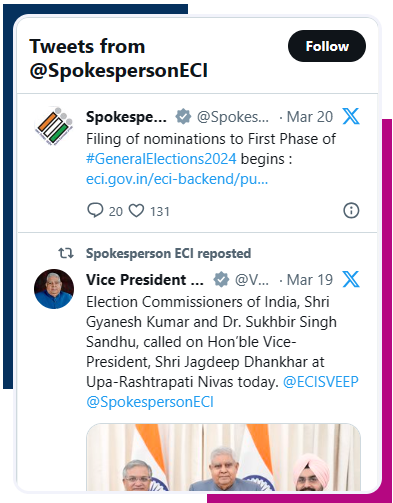 Tweets from
@SpokespersonECI
Follow
Spokespe... @Spokes... · Mar 20
Filing of nominations to First Phase of
#GeneralElections2024 begins :
eci.gov.in/eci-backend/pu...
20 131
Spokesperson ECI reposted
Vice President ... @V... · Mar 19
Election Commissioners of India, Shri
Gyanesh Kumar and Dr. Sukhbir Singh
Sandhu, called on Hon’ble Vice-
President, Shri Jagdeep Dhankhar at
Upa-Rashtrapati Nivas today. @ECISVEEP
@SpokespersonECI